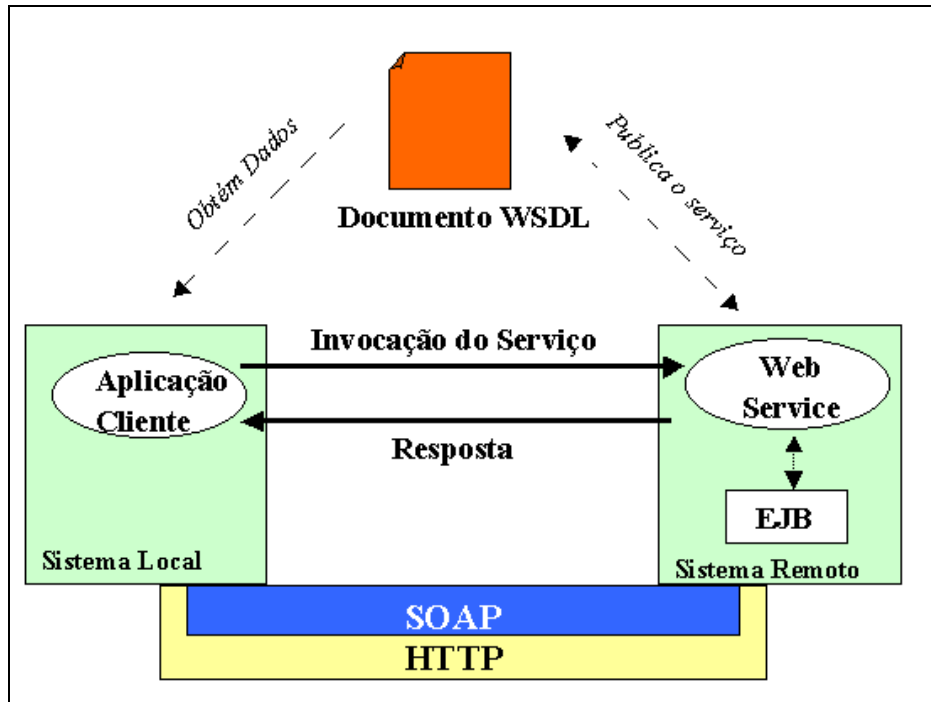 Obtém Dados
Publica o serviço
Documento WSDL
Invocação do Serviço
Aplicação
Cliente
Web
Service
Resposta
EJB
Sistema Local
Sistema Remoto
SOAP
HTTP